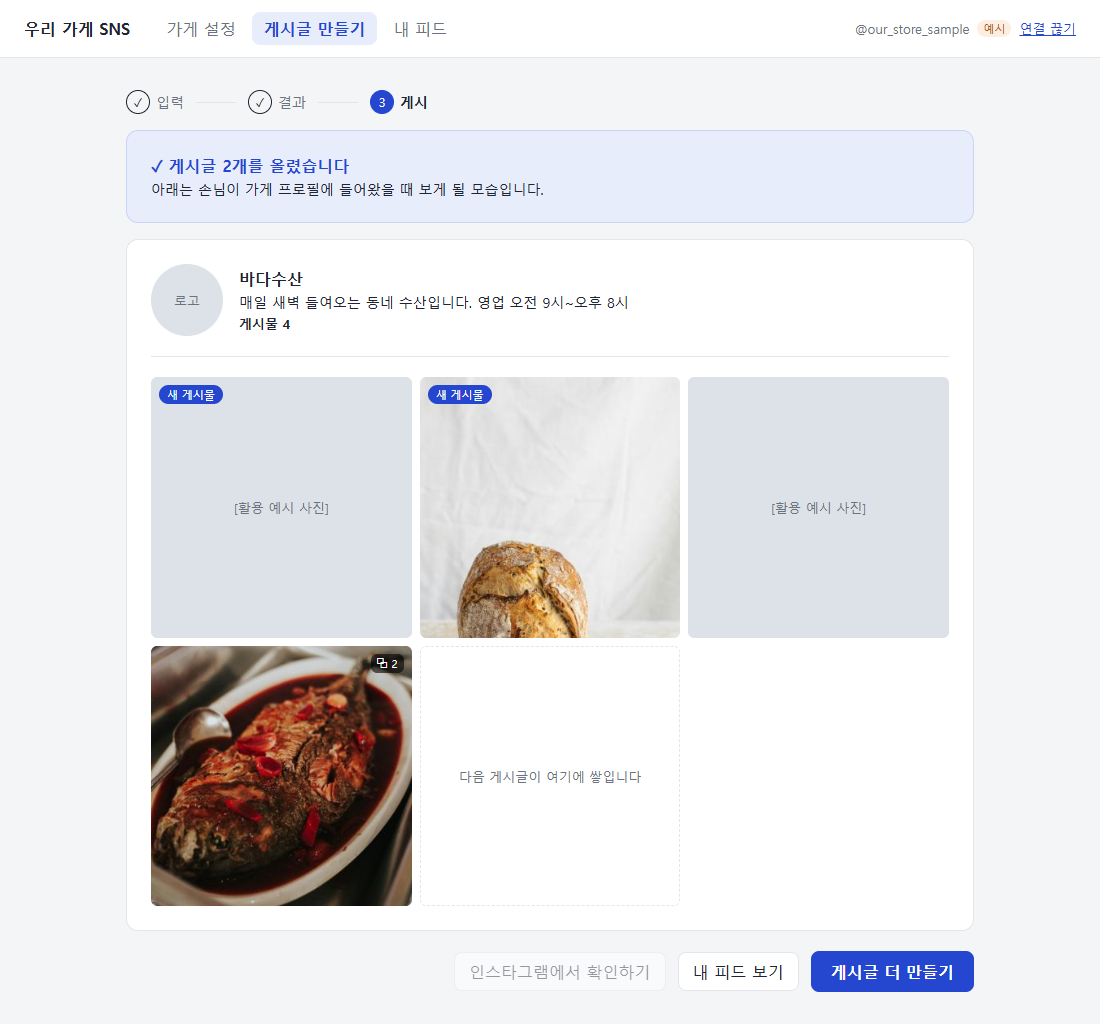 우리 가게 SNS 가게 설정 게시글 만들기 내 피드 @our_store_sample 예시 연결 끊기
✓ 입력 ✓ 결과 3 게시
✓ 게시글 2개를 올렸습니다
아래는 손님이 가게 프로필에 들어왔을 때 보게 될 모습입니다.
로고
바다수산
매일 새벽 들여오는 동네 수산입니다. 영업 오전 9시~오후 8시
게시물 4
새 게시물
[활용 예시 사진]
새 게시물
[활용 예시 사진]
2
다음 게시글이 여기에 쌓입니다
인스타그램에서 확인하기 내 피드 보기 게시글 더 만들기